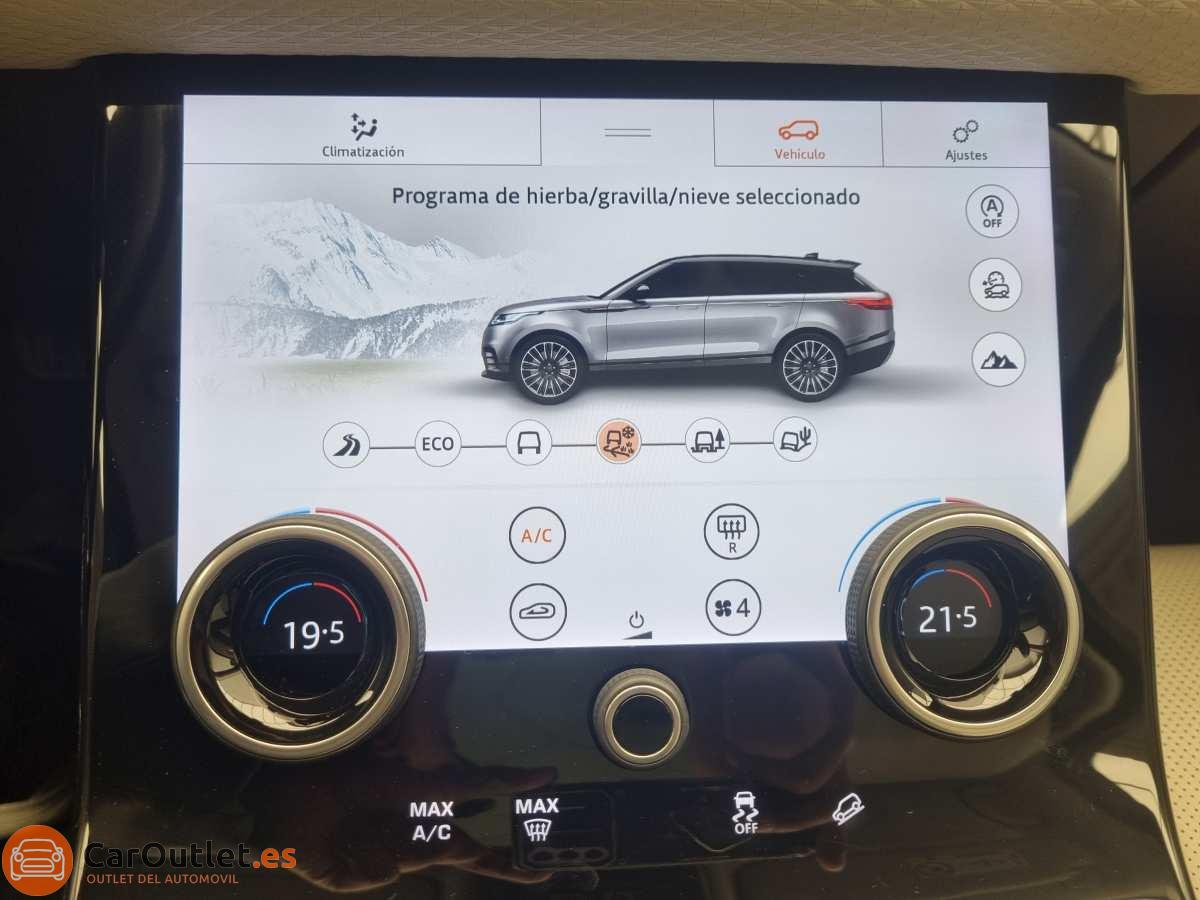 Climatización
Vehículo
Ajustes
Programa de hierba/gravilla/nieve seleccionado
A
OFF
ECO
A/C
R
19·5
4
21·5
MAX
A/C
MAX
OFF
CarOutlet.es
OUTLET DEL AUTOMOVIL